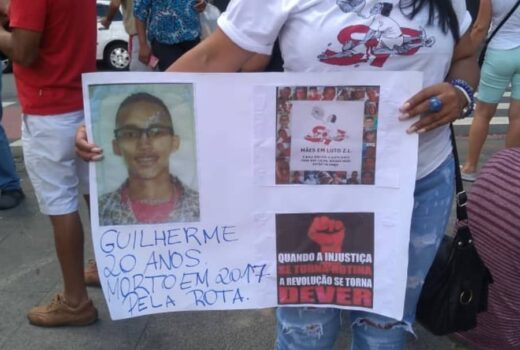 GUILHERME
20 ANOS.
MORTO EM 2017
PELA ROTA.
MÃES EM LUTO Z.L
QUANDO A INJUSTIÇA
SE TORNA ROTINA
A REVOLUÇÃO SE TORNA
DEVER